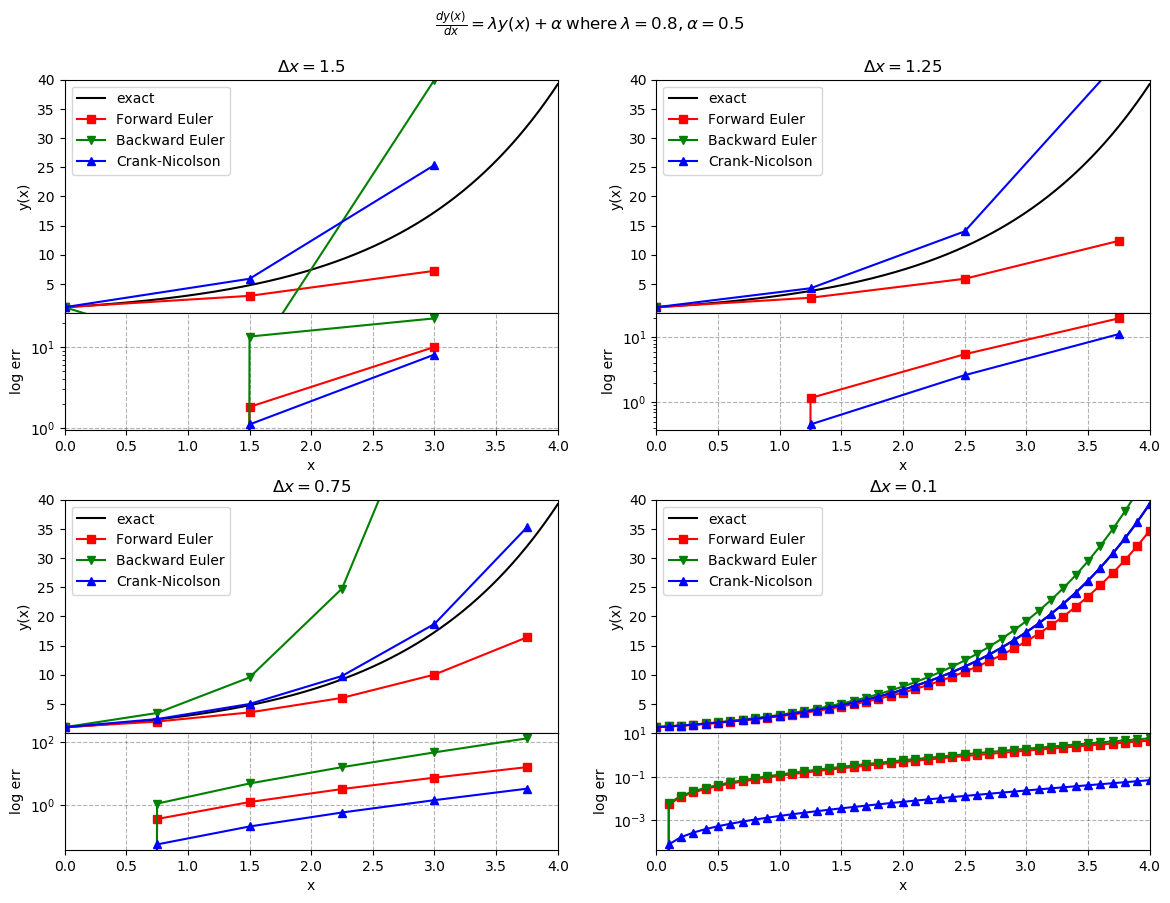 dy(x)/dx = λy(x) + α where λ = 0.8, α = 0.5
Δx = 1.5
40
35
30
25
20
15
10
5
y(x)
exact
Forward Euler
Backward Euler
Crank-Nicolson
10¹
10⁰
log err
0.0 0.5 1.0 1.5 2.0 2.5 3.0 3.5 4.0
x
Δx = 1.25
40
35
30
25
20
15
10
5
y(x)
exact
Forward Euler
Backward Euler
Crank-Nicolson
10¹
10⁰
log err
0.0 0.5 1.0 1.5 2.0 2.5 3.0 3.5 4.0
x
Δx = 0.75
40
35
30
25
20
15
10
5
y(x)
exact
Forward Euler
Backward Euler
Crank-Nicolson
10²
10⁰
log err
0.0 0.5 1.0 1.5 2.0 2.5 3.0 3.5 4.0
x
Δx = 0.1
40
35
30
25
20
15
10
5
y(x)
exact
Forward Euler
Backward Euler
Crank-Nicolson
10¹
10⁻¹
10⁻³
log err
0.0 0.5 1.0 1.5 2.0 2.5 3.0 3.5 4.0
x